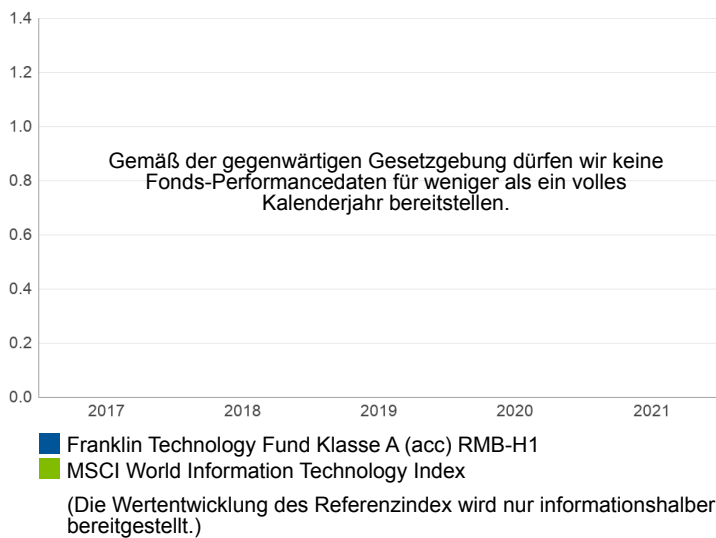 1.4
1.2
1.0
Gemäß der gegenwärtigen Gesetzgebung dürfen wir keine
Fonds-Performancedaten für weniger als ein volles
Kalenderjahr bereitstellen.
0.8
0.6
0.4
0.2
0.0
2017 2018 2019 2020 2021
Franklin Technology Fund Klasse A (acc) RMB-H1
MSCI World Information Technology Index
(Die Wertentwicklung des Referenzindex wird nur informationshalber
bereitgestellt.)